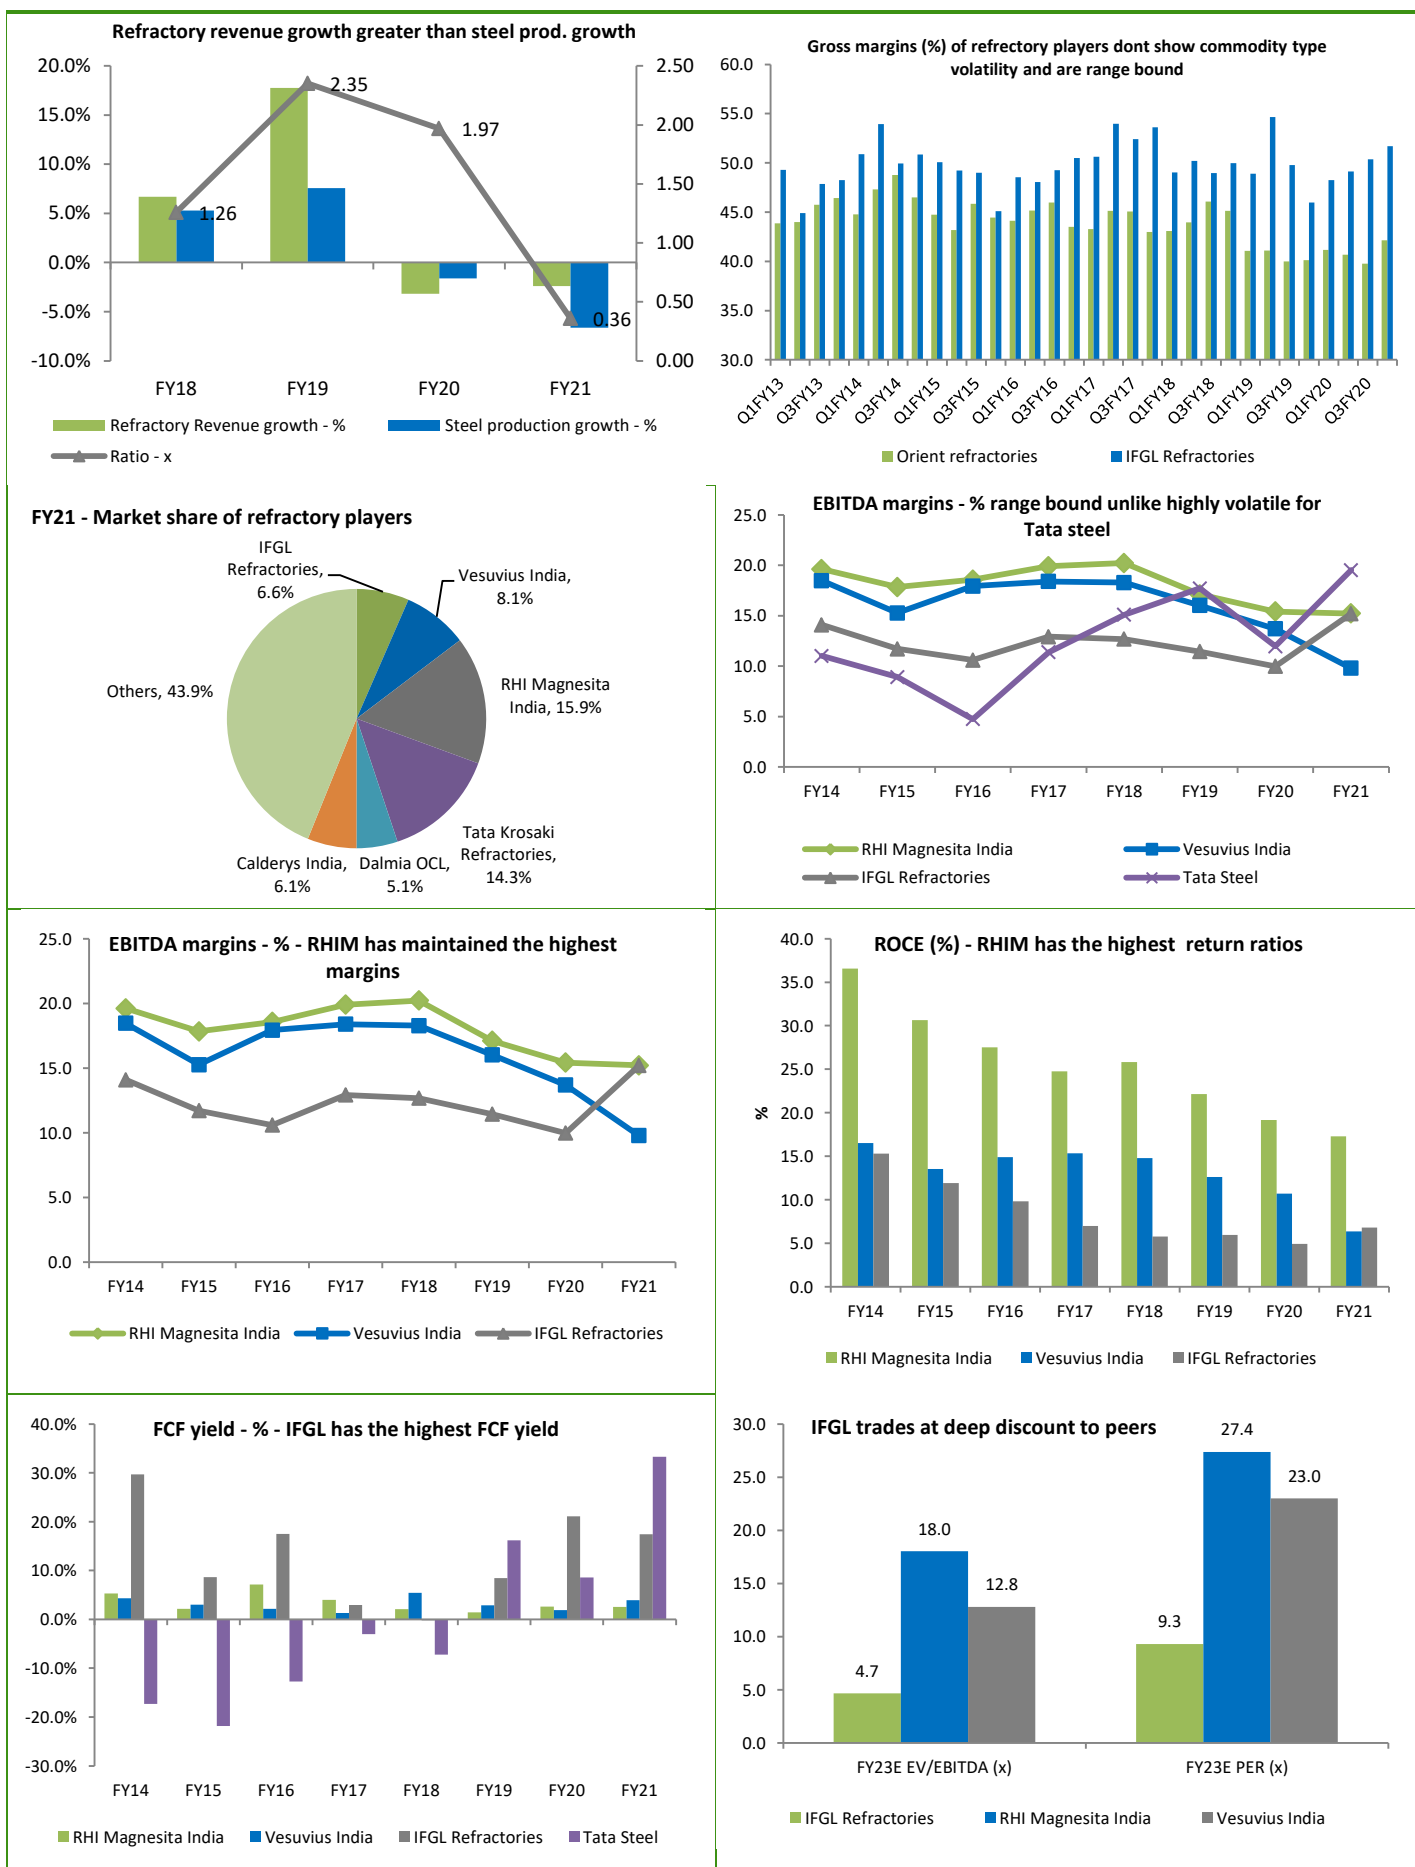 Refractory revenue growth greater than steel prod. growth
20.0%
15.0%
10.0%
5.0%
0.0%
-5.0%
-10.0%
2.50
2.00
1.50
1.00
0.50
0.00
1.26
2.35
1.97
0.36
FY18
FY19
FY20
FY21
Refractory Revenue growth - %
Steel production growth - %
Ratio - x
Gross margins (%) of refrectory players dont show commodity type
volatility and are range bound
60.0
55.0
50.0
45.0
40.0
35.0
30.0
Q1FY13
Q3FY13
Q1FY14
Q3FY14
Q1FY15
Q3FY15
Q1FY16
Q3FY16
Q1FY17
Q3FY17
Q1FY18
Q3FY18
Q1FY19
Q3FY19
Q1FY20
Q3FY20
Orient refractories
IFGL Refractories
FY21 - Market share of refractory players
IFGL
Refractories,
6.6%
Vesuvius India,
8.1%
RHI Magnesita
India, 15.9%
Tata Krosaki
Refractories,
14.3%
Dalmia OCL,
5.1%
Calderys India,
6.1%
Others, 43.9%
EBITDA margins - % range bound unlike highly volatile for
Tata steel
25.0
20.0
15.0
10.0
5.0
0.0
FY14
FY15
FY16
FY17
FY18
FY19
FY20
FY21
RHI Magnesita India
Vesuvius India
IFGL Refractories
Tata Steel
EBITDA margins - % - RHIM has maintained the highest
margins
25.0
20.0
15.0
10.0
5.0
0.0
FY14
FY15
FY16
FY17
FY18
FY19
FY20
FY21
RHI Magnesita India
Vesuvius India
IFGL Refractories
ROCE (%) - RHIM has the highest return ratios
%
40.0
35.0
30.0
25.0
20.0
15.0
10.0
5.0
0.0
FY14
FY15
FY16
FY17
FY18
FY19
FY20
FY21
RHI Magnesita India
Vesuvius India
IFGL Refractories
FCF yield - % - IFGL has the highest FCF yield
40.0%
30.0%
20.0%
10.0%
0.0%
-10.0%
-20.0%
-30.0%
FY14
FY15
FY16
FY17
FY18
FY19
FY20
FY21
RHI Magnesita India
Vesuvius India
IFGL Refractories
Tata Steel
IFGL trades at deep discount to peers
30.0
25.0
20.0
15.0
10.0
5.0
0.0
4.7
18.0
12.8
9.3
27.4
23.0
FY23E EV/EBITDA (x)
FY23E PER (x)
IFGL Refractories
RHI Magnesita India
Vesuvius India